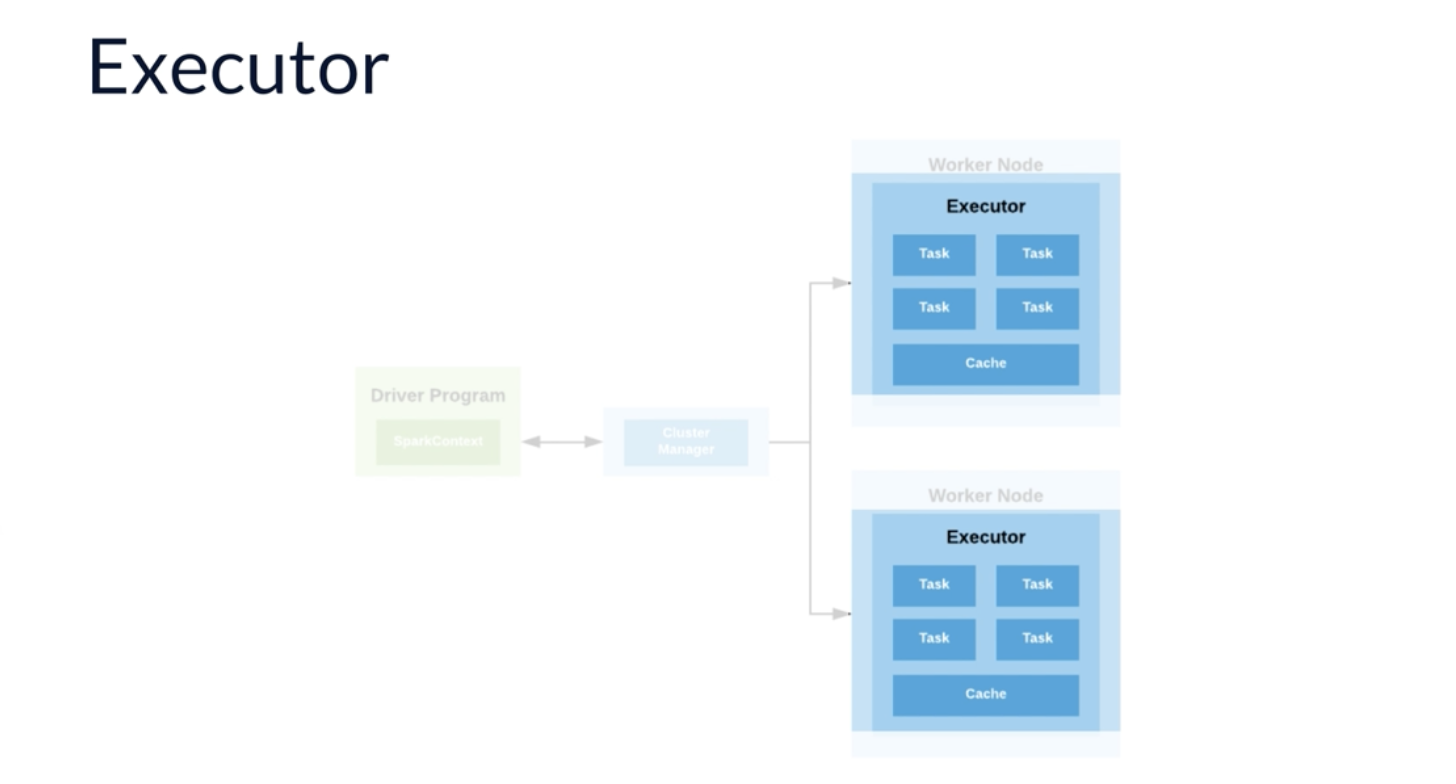 Executor
Worker Node
Executor
Task Task
Task Task
Cache
Driver Program
SparkContext
Cluster
Manager
Worker Node
Executor
Task Task
Task Task
Cache